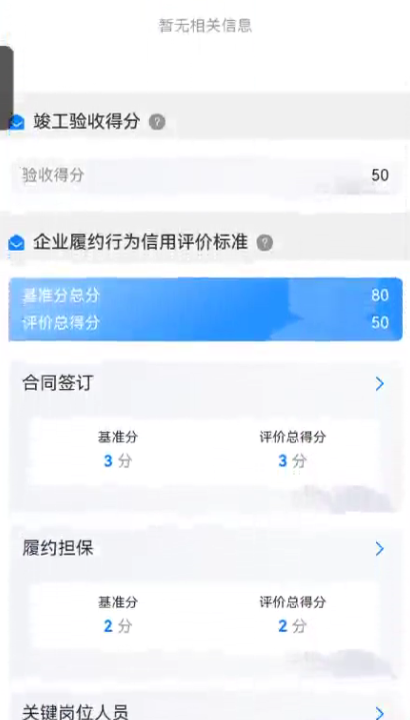 暂无相关信息
竣工验收得分 ?
验收得分 50
企业履约行为信用评价标准 ?
基准分总分 80
评价总得分 50
合同签订
基准分 评价总得分
3 分 3 分
履约担保
基准分 评价总得分
2 分 2 分
关键岗位人员